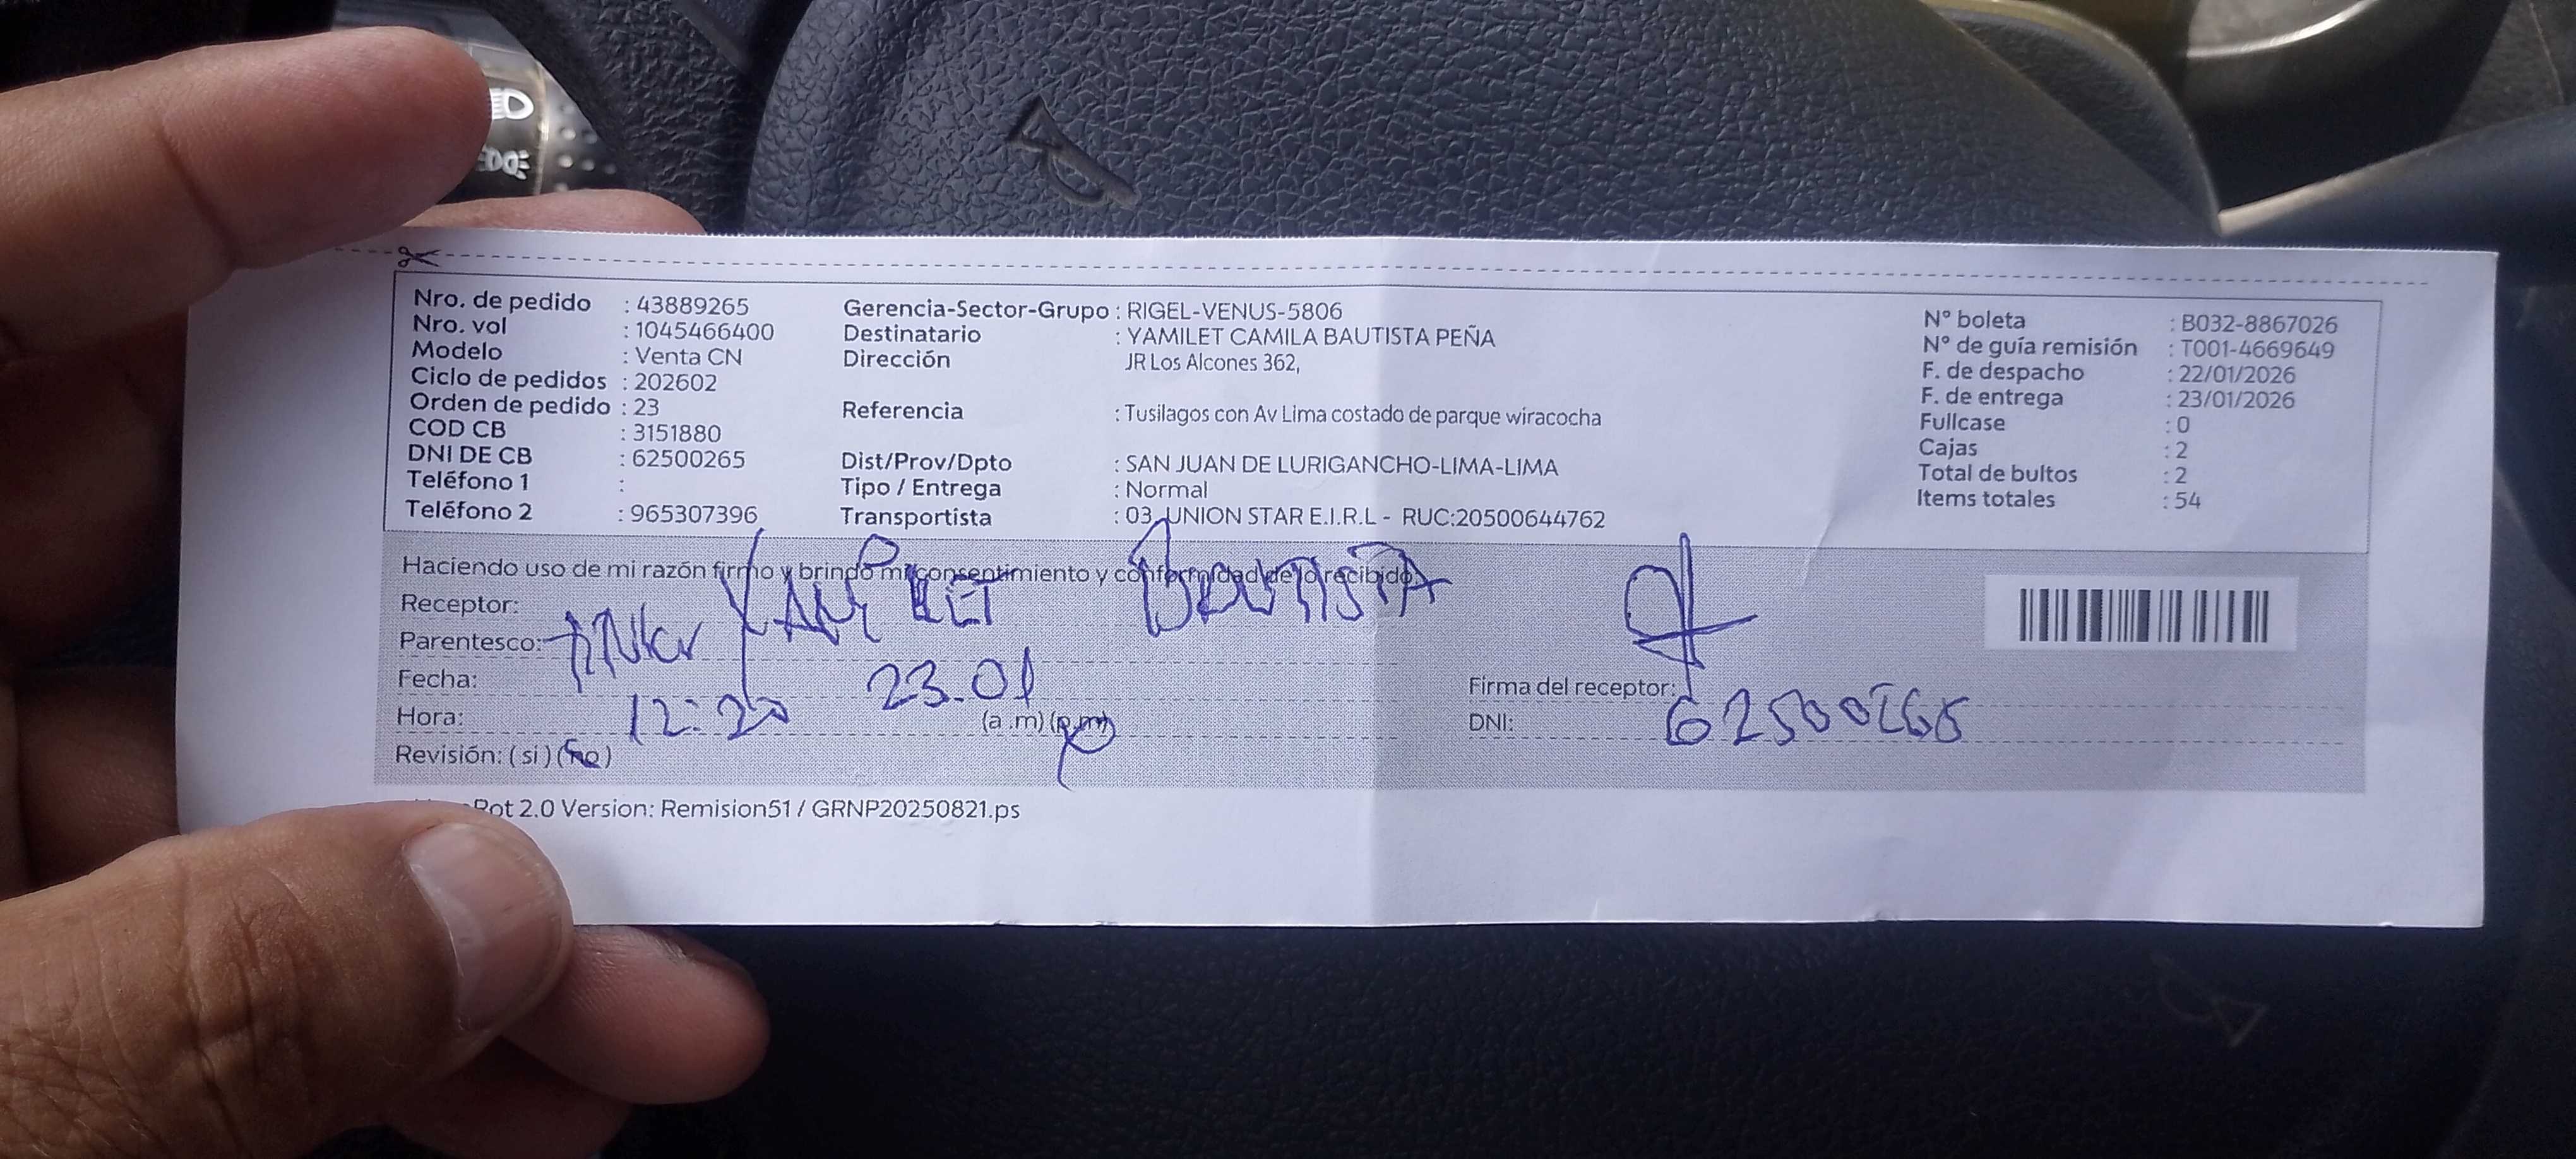 Nro. de pedido : 43889265
Nro. vol : 1045466400
Modelo : Venta CN
Ciclo de pedidos : 202602
Orden de pedido : 23
COD CB : 3151880
DNI DE CB : 62500265
Teléfono 1 :
Teléfono 2 : 965307396
Gerencia-Sector-Grupo : RIGEL-VENUS-5806
Destinatario : YAMILET CAMILA BAUTISTA PEÑA
Dirección JR Los Alcones 362,
Referencia : Tusilagos con Av Lima costado de parque wiracocha
Dist/Prov/Dpto : SAN JUAN DE LURIGANCHO-LIMA-LIMA
Tipo / Entrega : Normal
Transportista : 03 UNION STAR E.I.R.L - RUC:20500644762
N° boleta : B032-8867026
N° de guía remisión : T001-4669649
F. de despacho : 22/01/2026
F. de entrega : 23/01/2026
Fullcase : 0
Cajas : 2
Total de bultos : 2
Items totales : 54
Haciendo uso de mi razón firmo y brindo mi consentimiento y conformidad de lo recibido.
Receptor: YAMILET BAUTISTA
Parentesco:
Fecha: 23.01
Hora: 12:20 (a.m) (p.m)
Revisión: (si) (no)
Firma del receptor:
DNI: 62500265
Rot 2.0 Version: Remision51 / GRNP20250821.ps